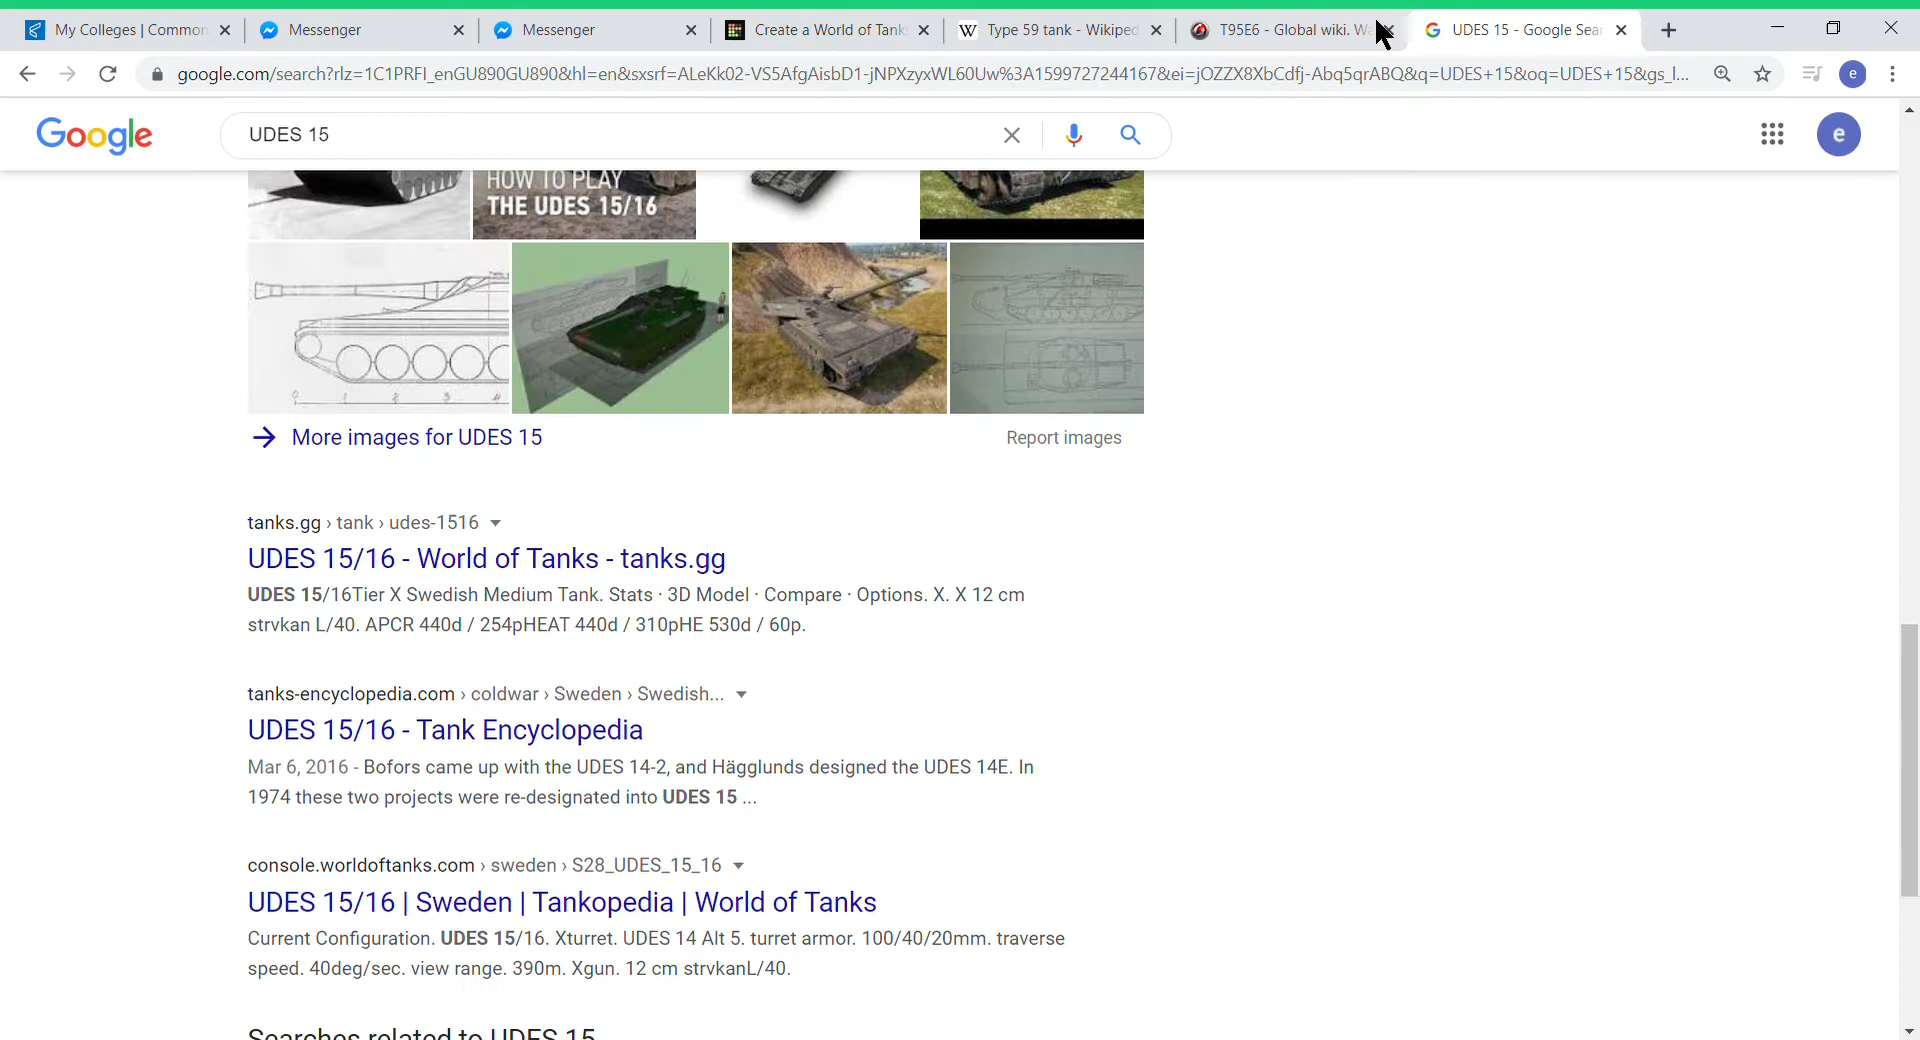 My Colleges | Common
Messenger
Messenger
Create a World of Tank
Type 59 tank - Wikiped
T95E6 - Global wiki. Wa
UDES 15 - Google Sear
google.com/search?rlz=1C1PRFI_enGU890GU890&hl=en&sxsrf=ALeKk02-VS5AfgAisbD1-jNPXzyxWL60Uw%3A1599727244167&ei=jOZZX8XbCdfj-Abq5qrABQ&q=UDES+15&oq=UDES+15&gs_l...
e
Google
UDES 15
e
HOW TO PLAY
THE UDES 15/16
More images for UDES 15
Report images
tanks.gg › tank › udes-1516
UDES 15/16 - World of Tanks - tanks.gg
UDES 15/16Tier X Swedish Medium Tank. Stats · 3D Model · Compare · Options. X. X 12 cm
strvkan L/40. APCR 440d / 254pHEAT 440d / 310pHE 530d / 60p.
tanks-encyclopedia.com › coldwar › Sweden › Swedish...
UDES 15/16 - Tank Encyclopedia
Mar 6, 2016 - Bofors came up with the UDES 14-2, and Hägglunds designed the UDES 14E. In
1974 these two projects were re-designated into UDES 15 ...
console.worldoftanks.com › sweden › S28_UDES_15_16
UDES 15/16 | Sweden | Tankopedia | World of Tanks
Current Configuration. UDES 15/16. Xturret. UDES 14 Alt 5. turret armor. 100/40/20mm. traverse
speed. 40deg/sec. view range. 390m. Xgun. 12 cm strvkanL/40.
Searches related to UDES 15